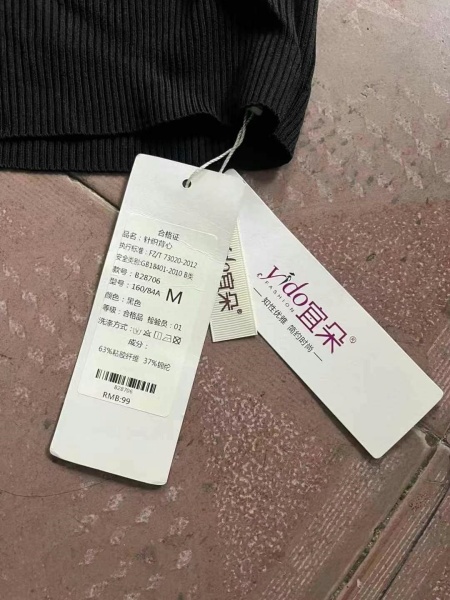 合格证
品名：针织背心
执行标准：FZ/T 73020-2012
安全类别GB18401-2010 B类
款号：B28706
型号：160/84A M
颜色：黑色
等级：合格品 检验员：01
洗涤方式：
成分：
63%粘胶纤维 37%锦纶
B28706
RMB:99
宜朵®
yido宜朵®
FASHION
知性优雅 简约时尚